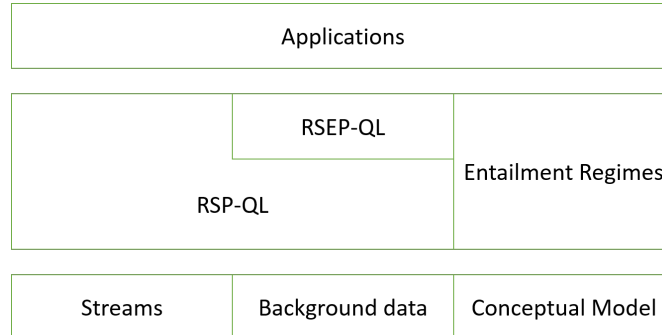 Applications
RSEP-QL
Entailment Regimes
RSP-QL
Streams
Background data
Conceptual Model